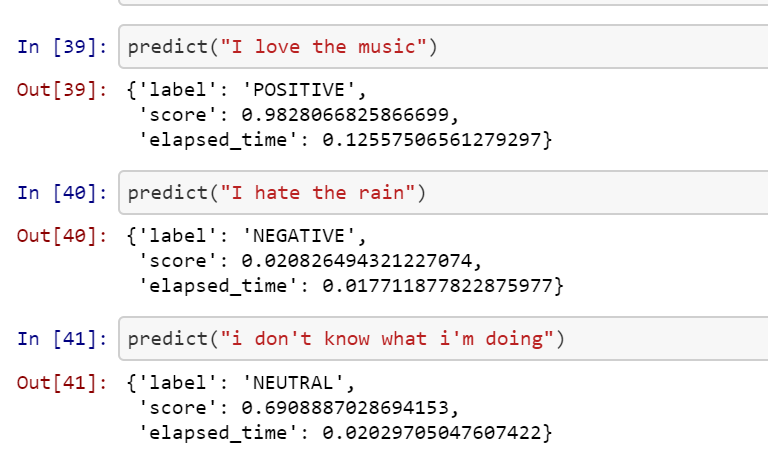 In [39]: predict("I love the music")
Out[39]: {'label': 'POSITIVE',
'score': 0.9828066825866699,
'elapsed_time': 0.12557506561279297}
In [40]: predict("I hate the rain")
Out[40]: {'label': 'NEGATIVE',
'score': 0.020826494321227074,
'elapsed_time': 0.017711877822875977}
In [41]: predict("i don't know what i'm doing")
Out[41]: {'label': 'NEUTRAL',
'score': 0.6908887028694153,
'elapsed_time': 0.02029705047607422}